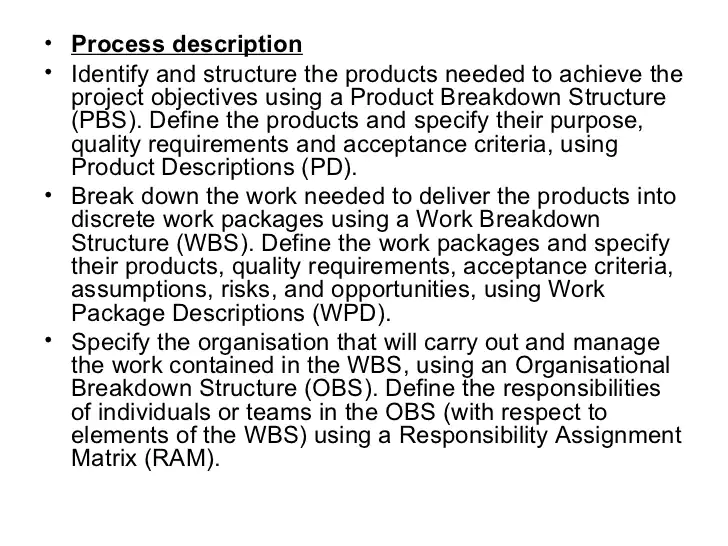 • Process description
• Identify and structure the products needed to achieve the
project objectives using a Product Breakdown Structure
(PBS). Define the products and specify their purpose,
quality requirements and acceptance criteria, using
Product Descriptions (PD).
• Break down the work needed to deliver the products into
discrete work packages using a Work Breakdown
Structure (WBS). Define the work packages and specify
their products, quality requirements, acceptance criteria,
assumptions, risks, and opportunities, using Work
Package Descriptions (WPD).
• Specify the organisation that will carry out and manage
the work contained in the WBS, using an Organisational
Breakdown Structure (OBS). Define the responsibilities
of individuals or teams in the OBS (with respect to
elements of the WBS) using a Responsibility Assignment
Matrix (RAM).